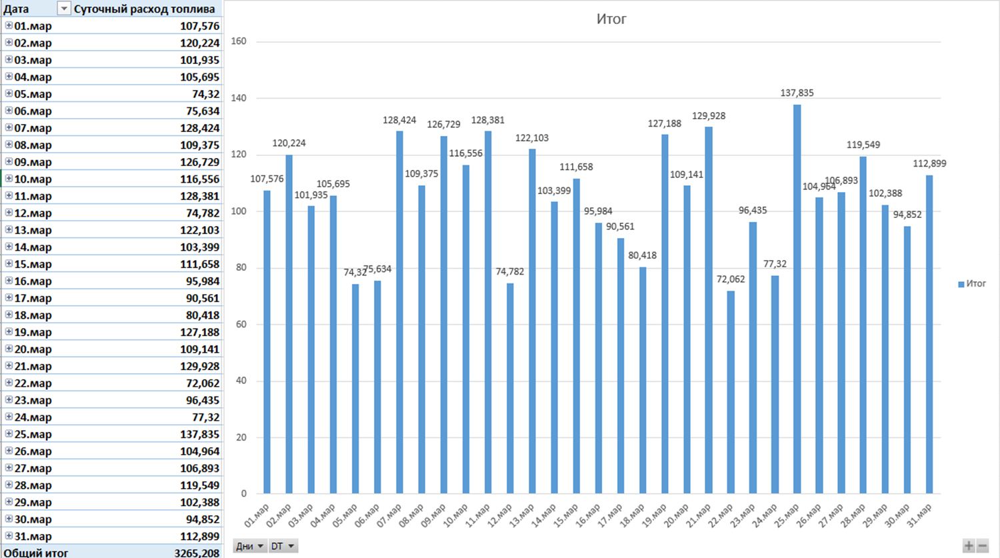 Дата Суточный расход топлива
01.мар 107,576
02.мар 120,224
03.мар 101,935
04.мар 105,695
05.мар 74,32
06.мар 75,634
07.мар 128,424
08.мар 109,375
09.мар 126,729
10.мар 116,556
11.мар 128,381
12.мар 74,782
13.мар 122,103
14.мар 103,399
15.мар 111,658
16.мар 95,984
17.мар 90,561
18.мар 80,418
19.мар 127,188
20.мар 109,141
21.мар 129,928
22.мар 72,062
23.мар 96,435
24.мар 77,32
25.мар 137,835
26.мар 104,964
27.мар 106,893
28.мар 119,549
29.мар 102,388
30.мар 94,852
31.мар 112,899
Общий итог 3265,208
Итог
160
140
120
100
80
60
40
20
0
107,576
120,224
101,935
105,695
74,32
75,634
128,424
109,375
126,729
116,556
128,381
74,782
122,103
103,399
111,658
95,984
90,561
80,418
127,188
109,141
129,928
72,062
96,435
77,32
137,835
104,964
106,893
119,549
102,388
94,852
112,899
01.мар
02.мар
03.мар
04.мар
05.мар
06.мар
07.мар
08.мар
09.мар
10.мар
11.мар
12.мар
13.мар
14.мар
15.мар
16.мар
17.мар
18.мар
19.мар
20.мар
21.мар
22.мар
23.мар
24.мар
25.мар
26.мар
27.мар
28.мар
29.мар
30.мар
31.мар
Итог
Дни DT